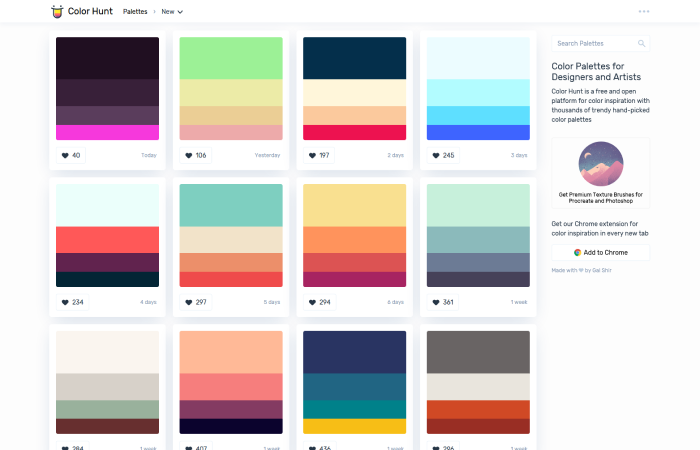 Color Hunt
Palettes › New
Search Palettes
40 Today
106 Yesterday
197 2 days
245 3 days
Color Palettes for
Designers and Artists
Color Hunt is a free and open
platform for color inspiration with
thousands of trendy hand-picked
color palettes
Get Premium Texture Brushes for
Procreate and Photoshop
Get our Chrome extension for
color inspiration in every new tab
Add to Chrome
Made with by Gal Shir
234 4 days
297 5 days
294 6 days
361 1 week
284 1 week
407 1 week
436 1 week
296 1 week